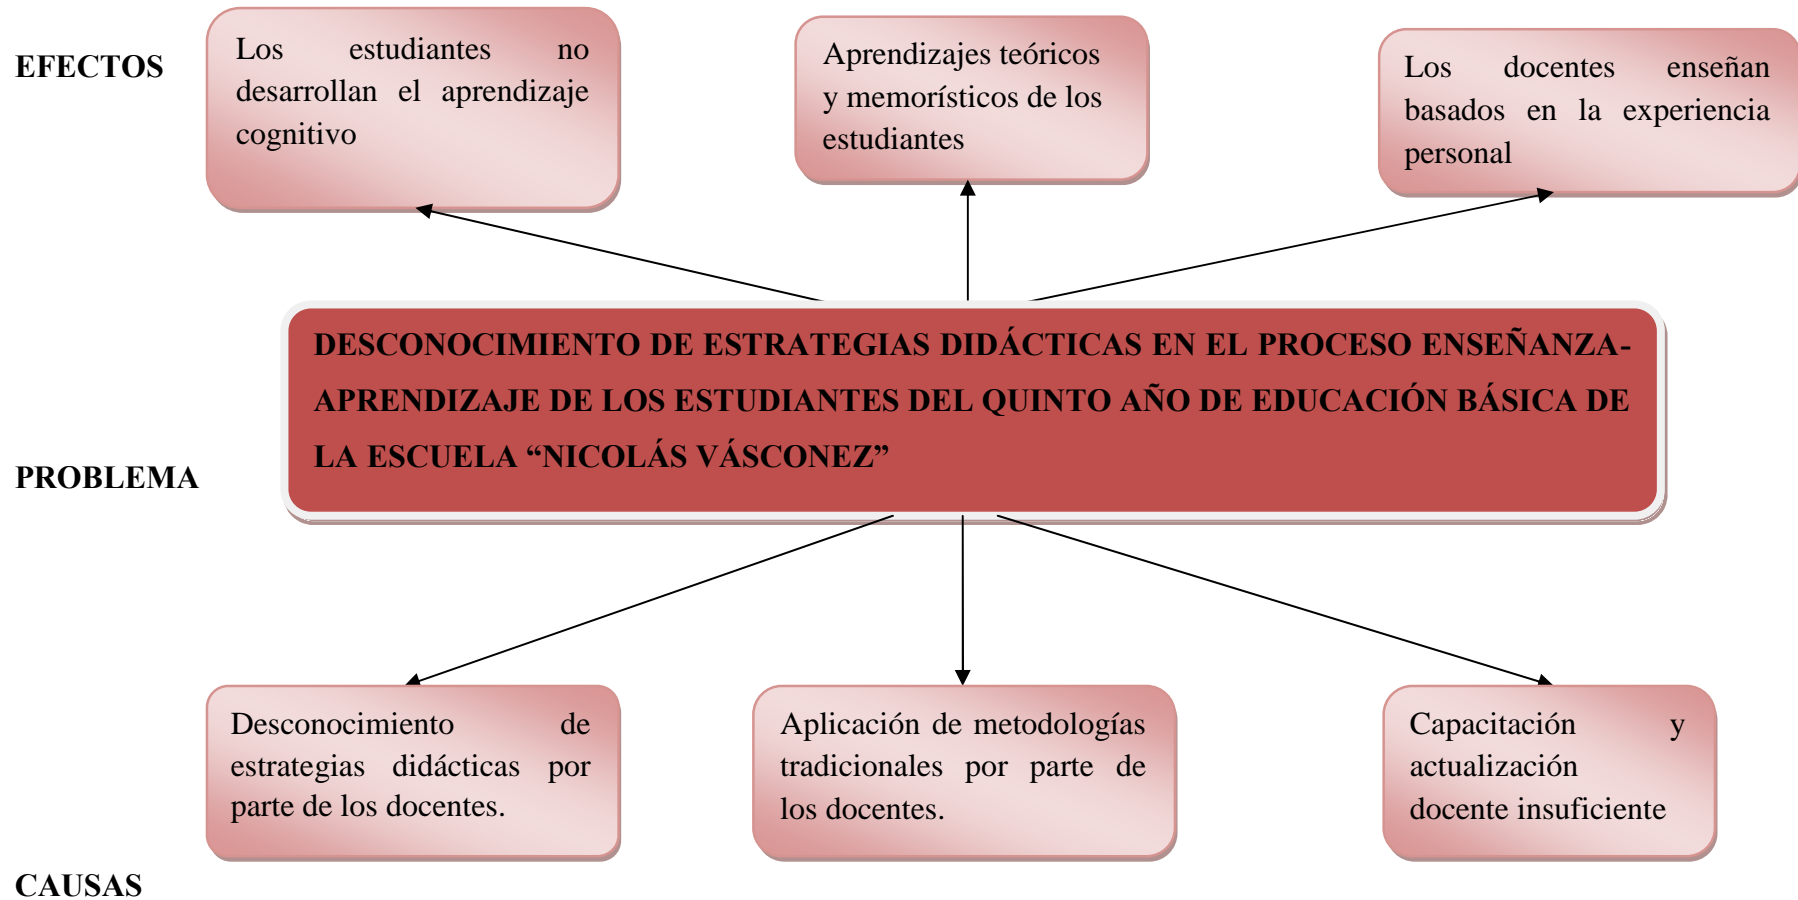 EFECTOS
Los estudiantes no
desarrollan el aprendizaje
cognitivo
Aprendizajes teóricos
y memorísticos de los
estudiantes
Los docentes enseñan
basados en la experiencia
personal
DESCONOCIMIENTO DE ESTRATEGIAS DIDÁCTICAS EN EL PROCESO ENSEÑANZA-
APRENDIZAJE DE LOS ESTUDIANTES DEL QUINTO AÑO DE EDUCACIÓN BÁSICA DE
LA ESCUELA “NICOLÁS VÁSCONEZ”
PROBLEMA
Desconocimiento de
estrategias didácticas por
parte de los docentes.
Aplicación de metodologías
tradicionales por parte de
los docentes.
Capacitación y
actualización
docente insuficiente
CAUSAS